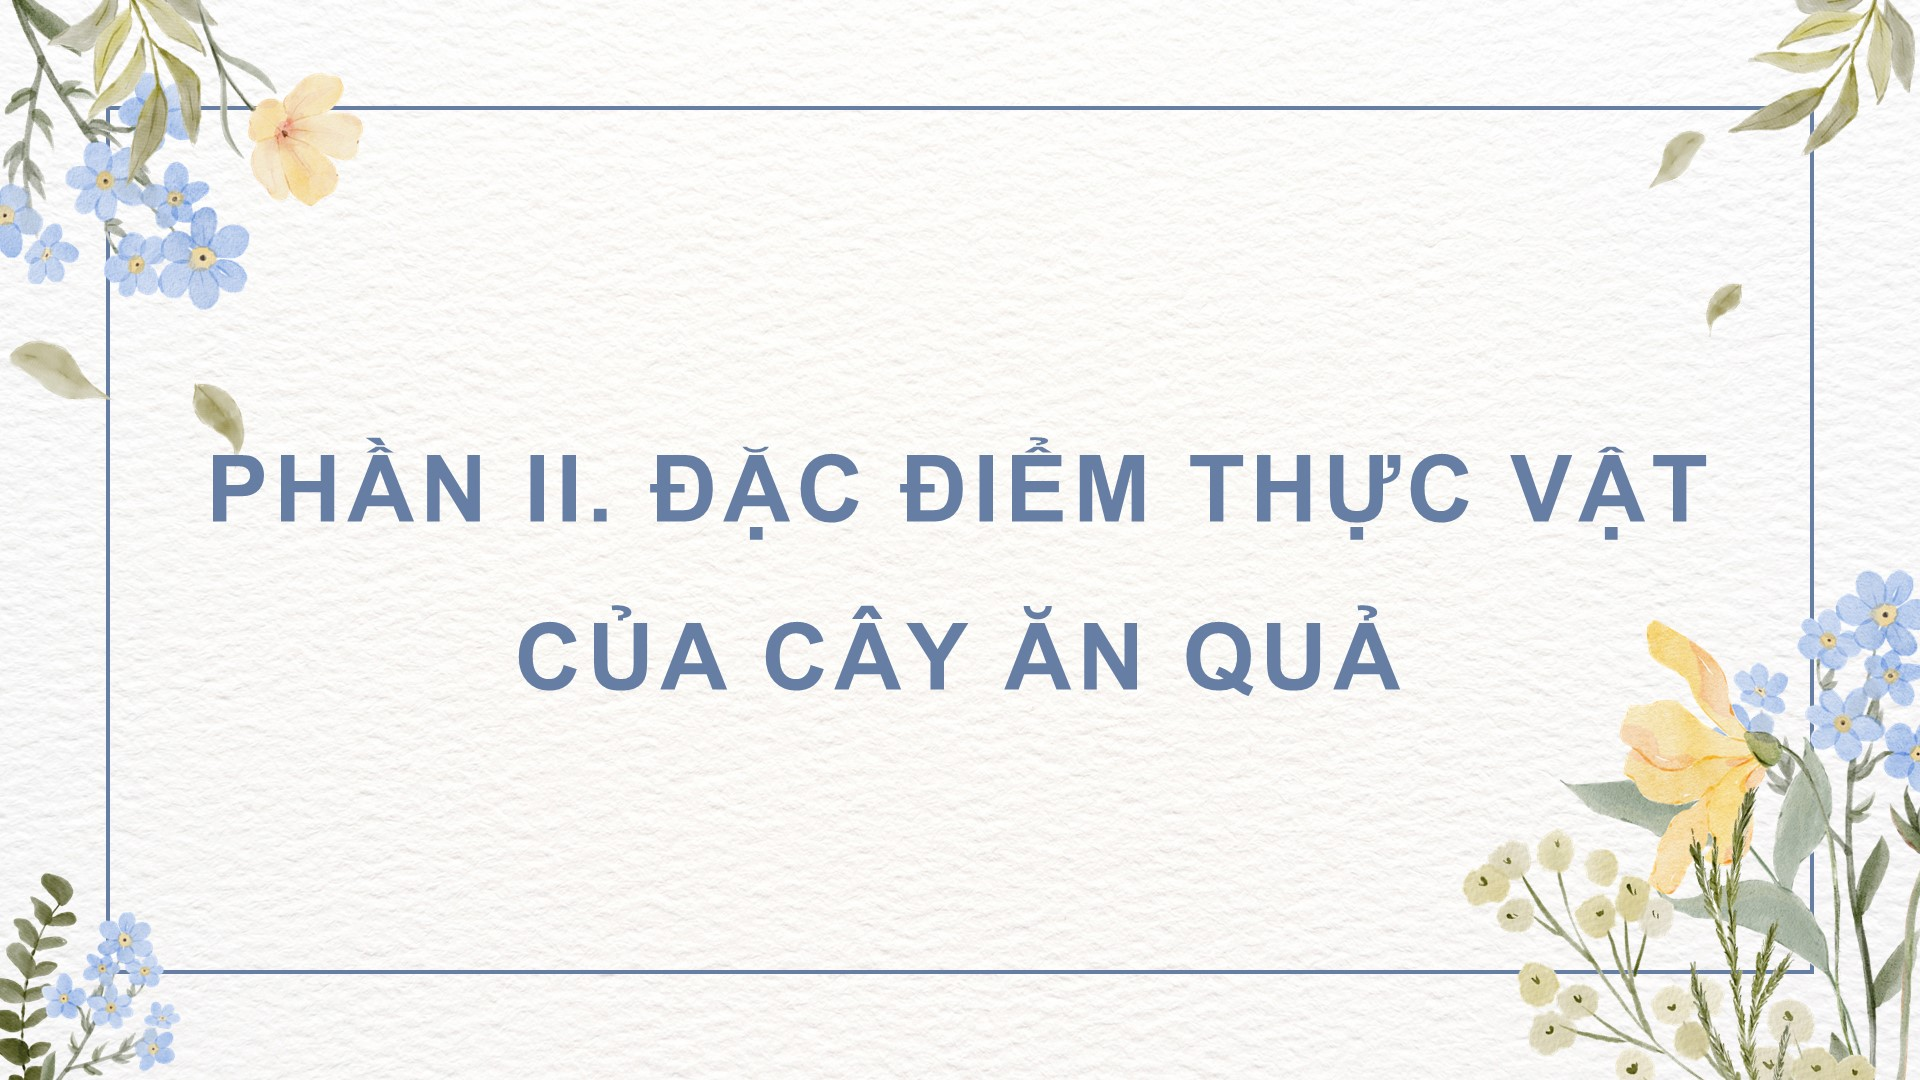 PHẦN II. ĐẶC ĐIỂM THỰC VẬT
CỦA CÂY ĂN QUẢ